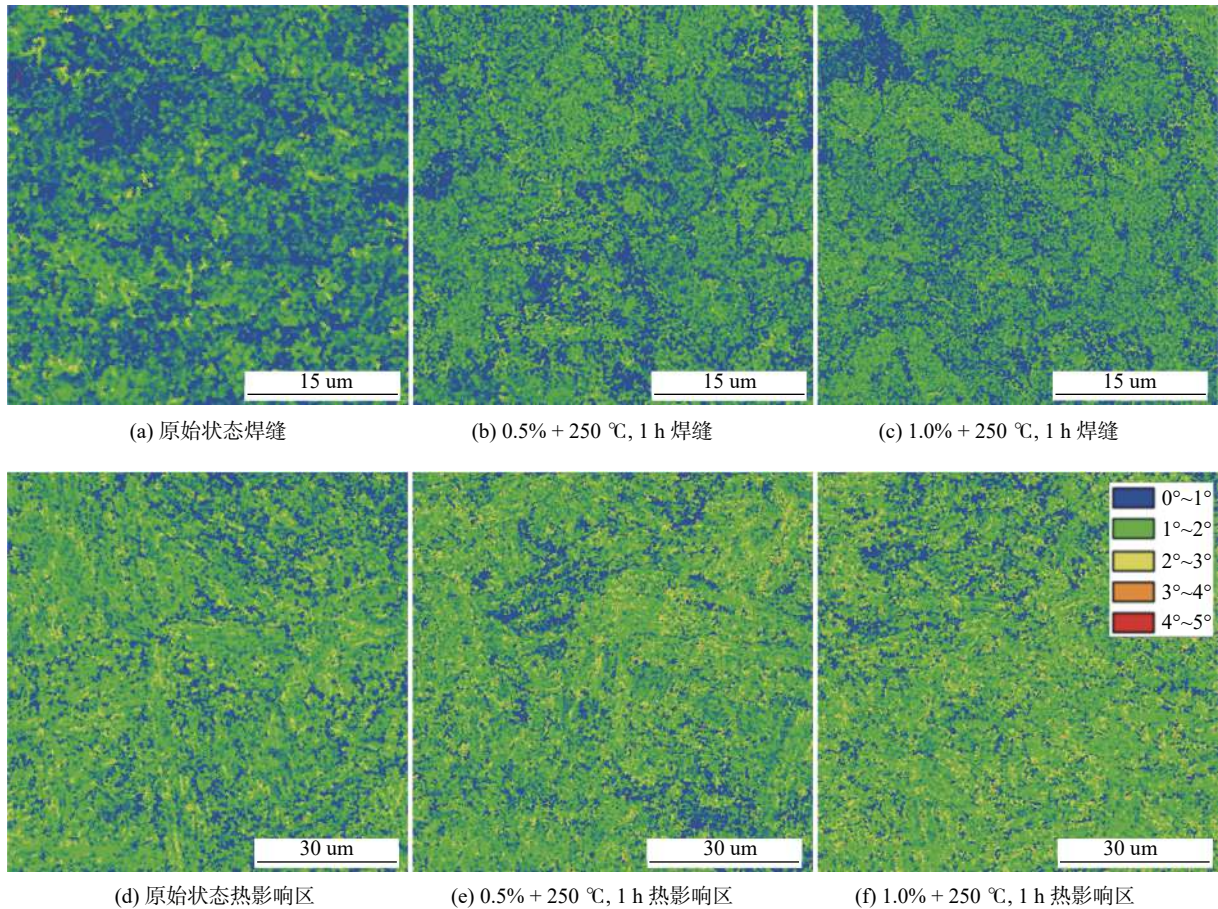 15 um
15 um
15 um
(a) 原始状态焊缝
(b) 0.5% + 250 ℃, 1 h 焊缝
(c) 1.0% + 250 ℃, 1 h 焊缝
0°~1°
1°~2°
2°~3°
3°~4°
4°~5°
30 um
30 um
30 um
(d) 原始状态热影响区
(e) 0.5% + 250 ℃, 1 h 热影响区
(f) 1.0% + 250 ℃, 1 h 热影响区